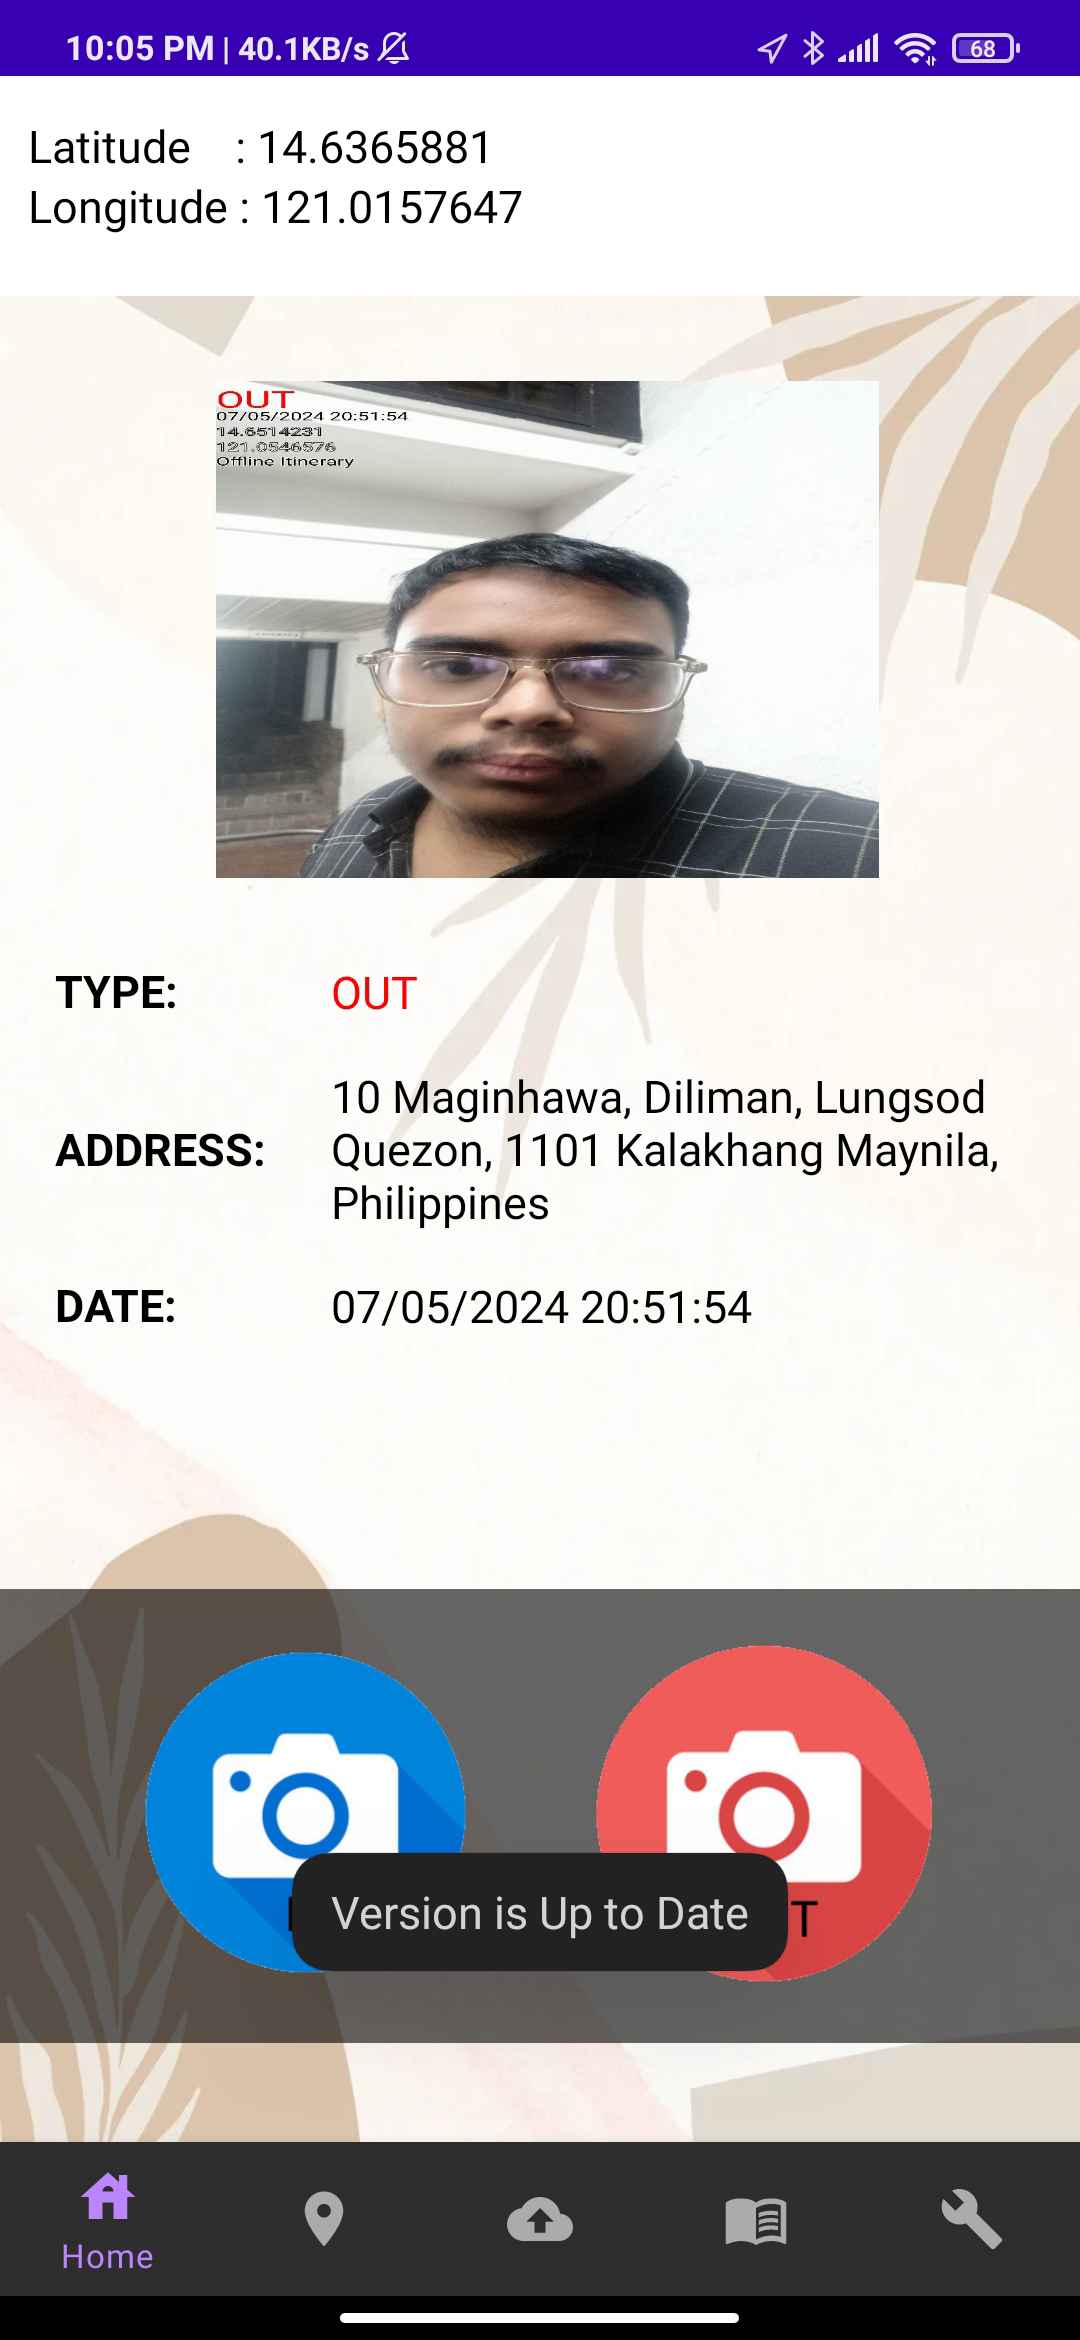 10:05 PM | 40.1KB/s
68
Latitude : 14.6365881
Longitude : 121.0157647
OUT
07/05/2024 20:51:54
14.6514231
121.0546576
Offline Itinerary
TYPE: OUT
ADDRESS: 10 Maginhawa, Diliman, Lungsod
Quezon, 1101 Kalakhang Maynila,
Philippines
DATE: 07/05/2024 20:51:54
Version is Up to Date
T
Home